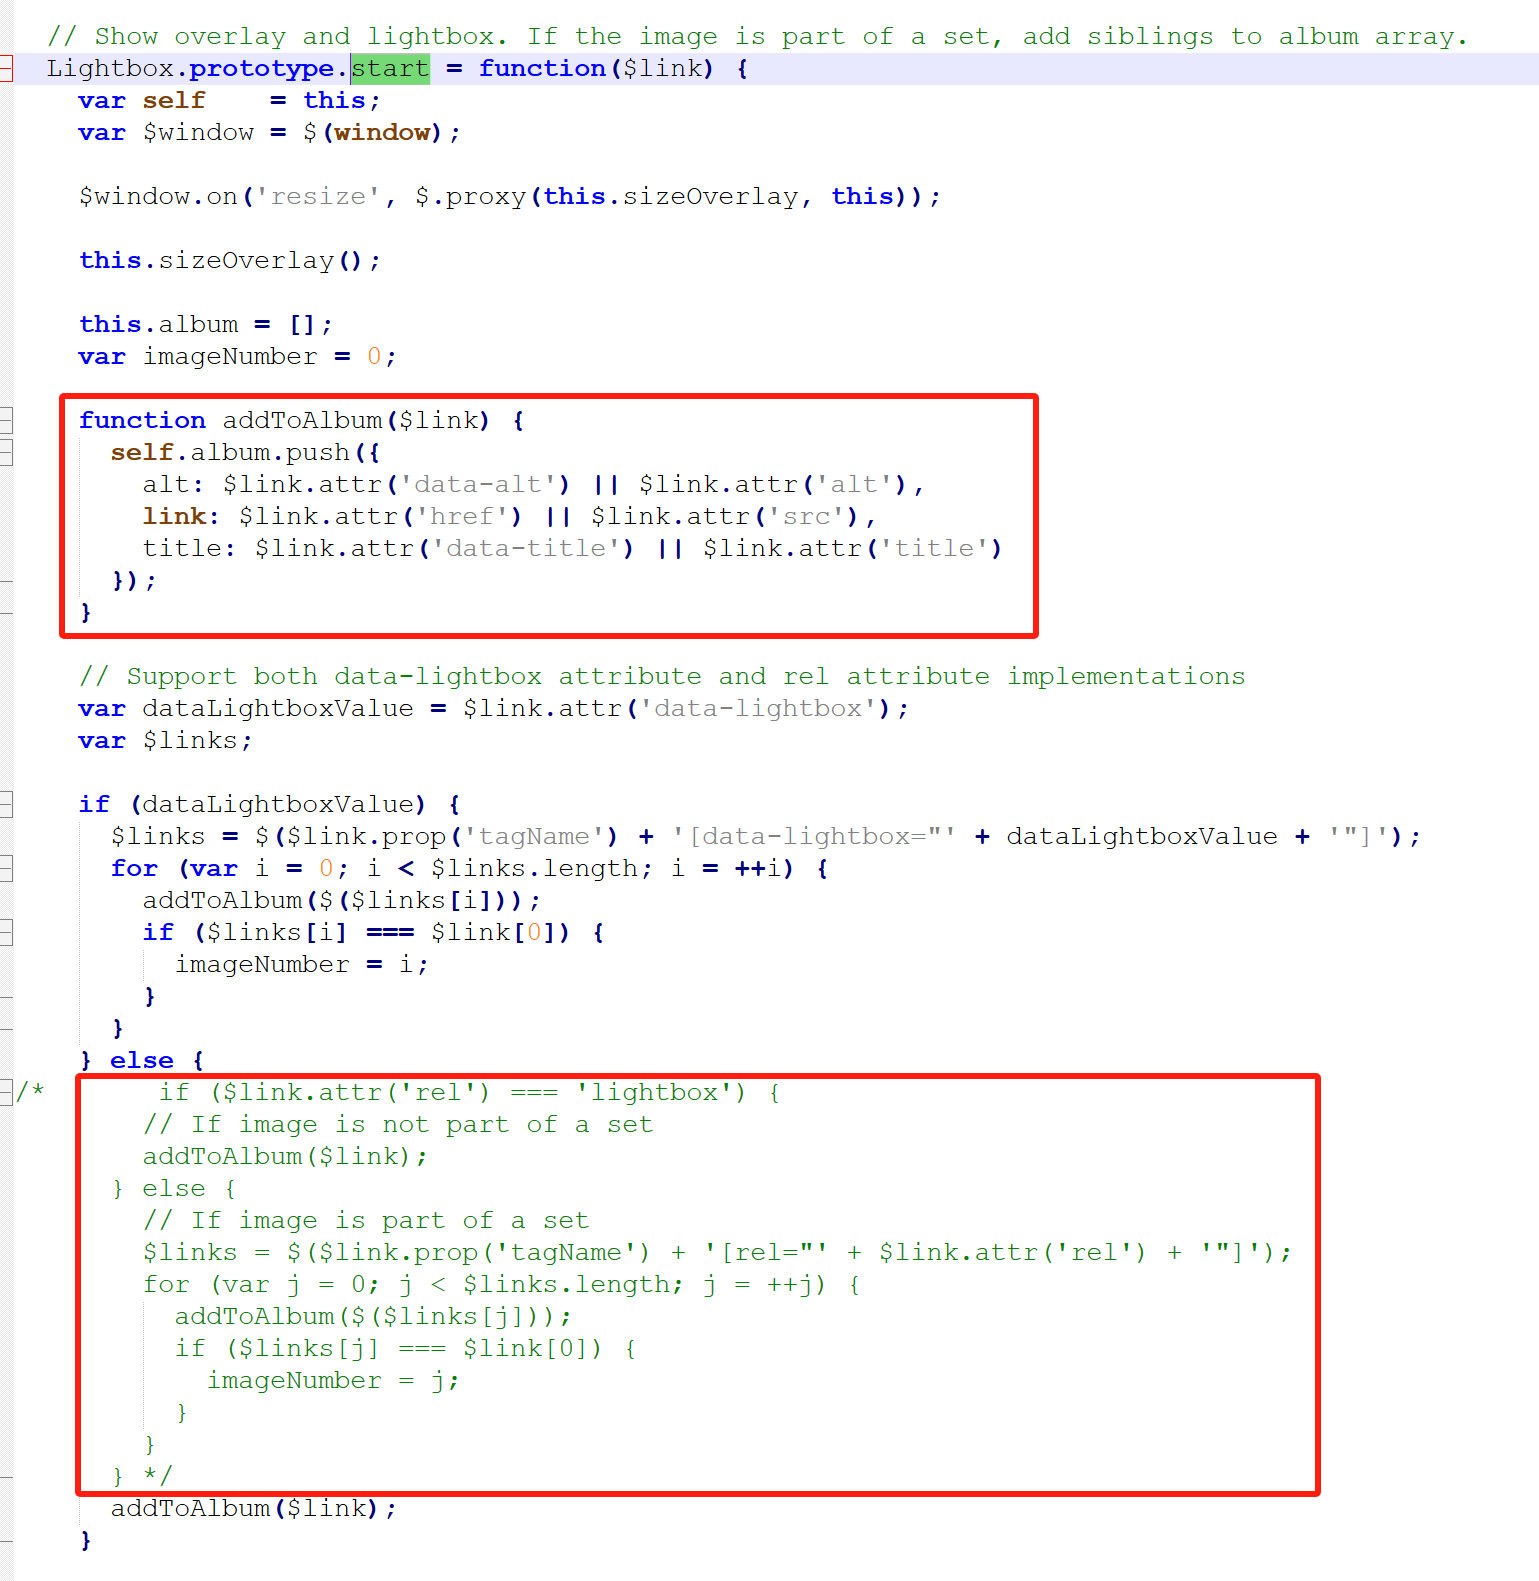 // Show overlay and lightbox. If the image is part of a set, add siblings to album array.
Lightbox.prototype.start = function($link) {
  var self    = this;
  var $window = $(window);

  $window.on('resize', $.proxy(this.sizeOverlay, this));

  this.sizeOverlay();

  this.album = [];
  var imageNumber = 0;

  function addToAlbum($link) {
    self.album.push({
      alt: $link.attr('data-alt') || $link.attr('alt'),
      link: $link.attr('href') || $link.attr('src'),
      title: $link.attr('data-title') || $link.attr('title')
    });
  }

  // Support both data-lightbox attribute and rel attribute implementations
  var dataLightboxValue = $link.attr('data-lightbox');
  var $links;

  if (dataLightboxValue) {
    $links = $($link.prop('tagName') + '[data-lightbox="' + dataLightboxValue + '"]');
    for (var i = 0; i < $links.length; i = ++i) {
      addToAlbum($($links[i]));
      if ($links[i] === $link[0]) {
        imageNumber = i;
      }
    }
  } else {
/*       if ($link.attr('rel') === 'lightbox') {
      // If image is not part of a set
      addToAlbum($link);
    } else {
      // If image is part of a set
      $links = $($link.prop('tagName') + '[rel="' + $link.attr('rel') + '"]');
      for (var j = 0; j < $links.length; j = ++j) {
        addToAlbum($($links[j]));
        if ($links[j] === $link[0]) {
          imageNumber = j;
        }
      }
    } */
    addToAlbum($link);
  }